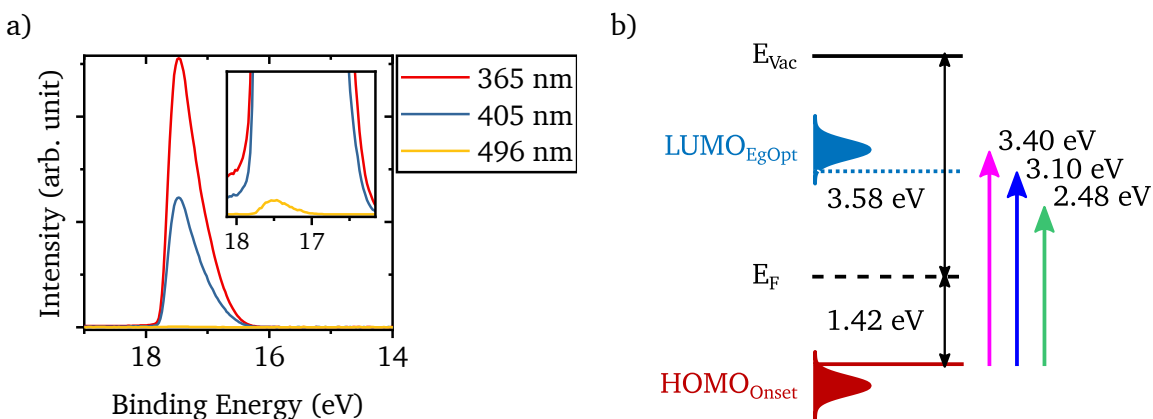 a)
Intensity (arb. unit)
18
16
14
Binding Energy (eV)
18
17
365 nm
405 nm
496 nm
b)
E_Vac
LUMO_EgOpt
3.58 eV
E_F
1.42 eV
HOMO_Onset
3.40 eV
3.10 eV
2.48 eV